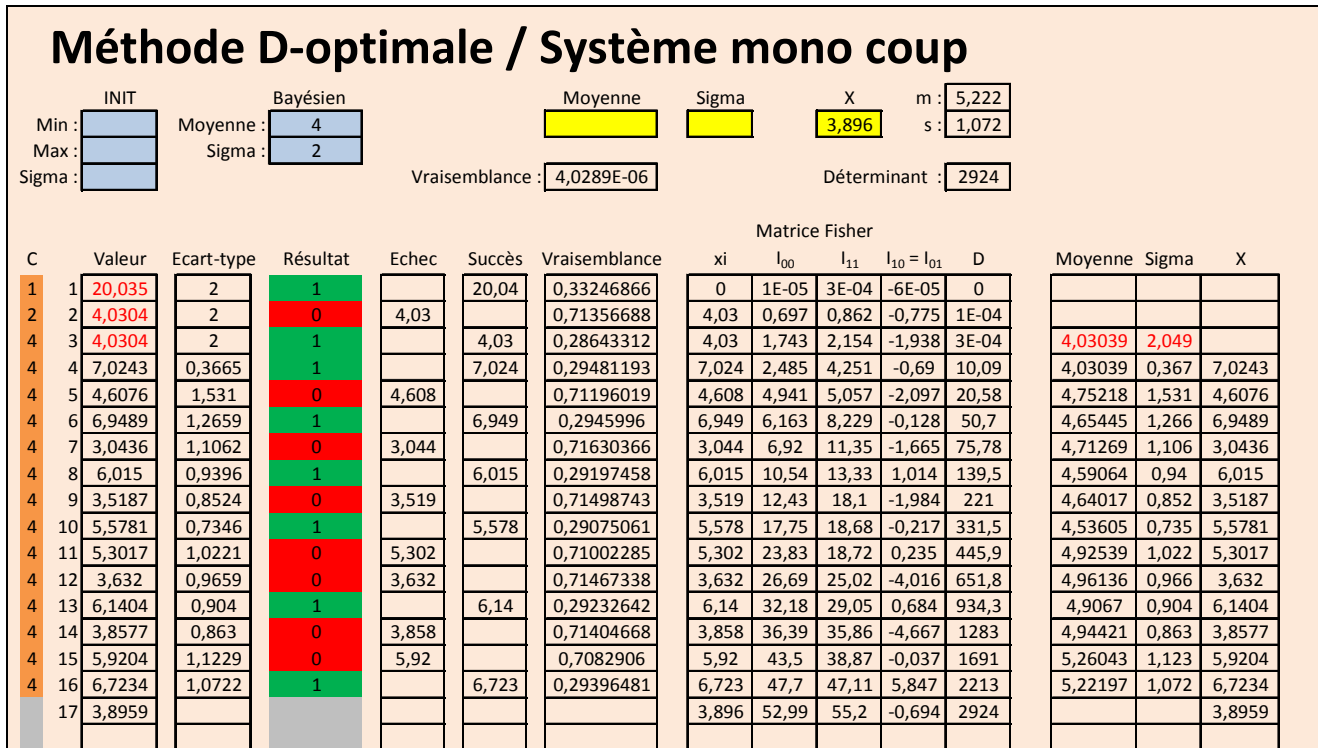 Méthode D-optimale / Système mono coup
INIT Bayésien Moyenne Sigma X m : 5,222
Min : Moyenne : 4 3,896 s : 1,072
Max : Sigma : 2
Sigma : Vraisemblance : 4,0289E-06 Déterminant : 2924
Matrice Fisher
C Valeur Ecart-type Résultat Echec Succès Vraisemblance xi I00 I11 I10 = I01 D Moyenne Sigma X
1 1 20,035 2 1 20,04 0,33246866 0 1E-05 3E-04 -6E-05 0
2 2 4,0304 2 0 4,03 0,71356688 4,03 0,697 0,862 -0,775 1E-04
4 3 4,0304 2 1 4,03 0,28643312 4,03 1,743 2,154 -1,938 3E-04 4,03039 2,049
4 4 7,0243 0,3665 1 7,024 0,29481193 7,024 2,485 4,251 -0,69 10,09 4,03039 0,367 7,0243
4 5 4,6076 1,531 0 4,608 0,71196019 4,608 4,941 5,057 -2,097 20,58 4,75218 1,531 4,6076
4 6 6,9489 1,2659 1 6,949 0,2945996 6,949 6,163 8,229 -0,128 50,7 4,65445 1,266 6,9489
4 7 3,0436 1,1062 0 3,044 0,71630366 3,044 6,92 11,35 -1,665 75,78 4,71269 1,106 3,0436
4 8 6,015 0,9396 1 6,015 0,29197458 6,015 10,54 13,33 1,014 139,5 4,59064 0,94 6,015
4 9 3,5187 0,8524 0 3,519 0,71498743 3,519 12,43 18,1 -1,984 221 4,64017 0,852 3,5187
4 10 5,5781 0,7346 1 5,578 0,29075061 5,578 17,75 18,68 -0,217 331,5 4,53605 0,735 5,5781
4 11 5,3017 1,0221 0 5,302 0,71002285 5,302 23,83 18,72 0,235 445,9 4,92539 1,022 5,3017
4 12 3,632 0,9659 0 3,632 0,71467338 3,632 26,69 25,02 -4,016 651,8 4,96136 0,966 3,632
4 13 6,1404 0,904 1 6,14 0,29232642 6,14 32,18 29,05 0,684 934,3 4,9067 0,904 6,1404
4 14 3,8577 0,863 0 3,858 0,71404668 3,858 36,39 35,86 -4,667 1283 4,94421 0,863 3,8577
4 15 5,9204 1,1229 0 5,92 0,7082906 5,92 43,5 38,87 -0,037 1691 5,26043 1,123 5,9204
4 16 6,7234 1,0722 1 6,723 0,29396481 6,723 47,7 47,11 5,847 2213 5,22197 1,072 6,7234
17 3,8959 3,896 52,99 55,2 -0,694 2924 3,8959